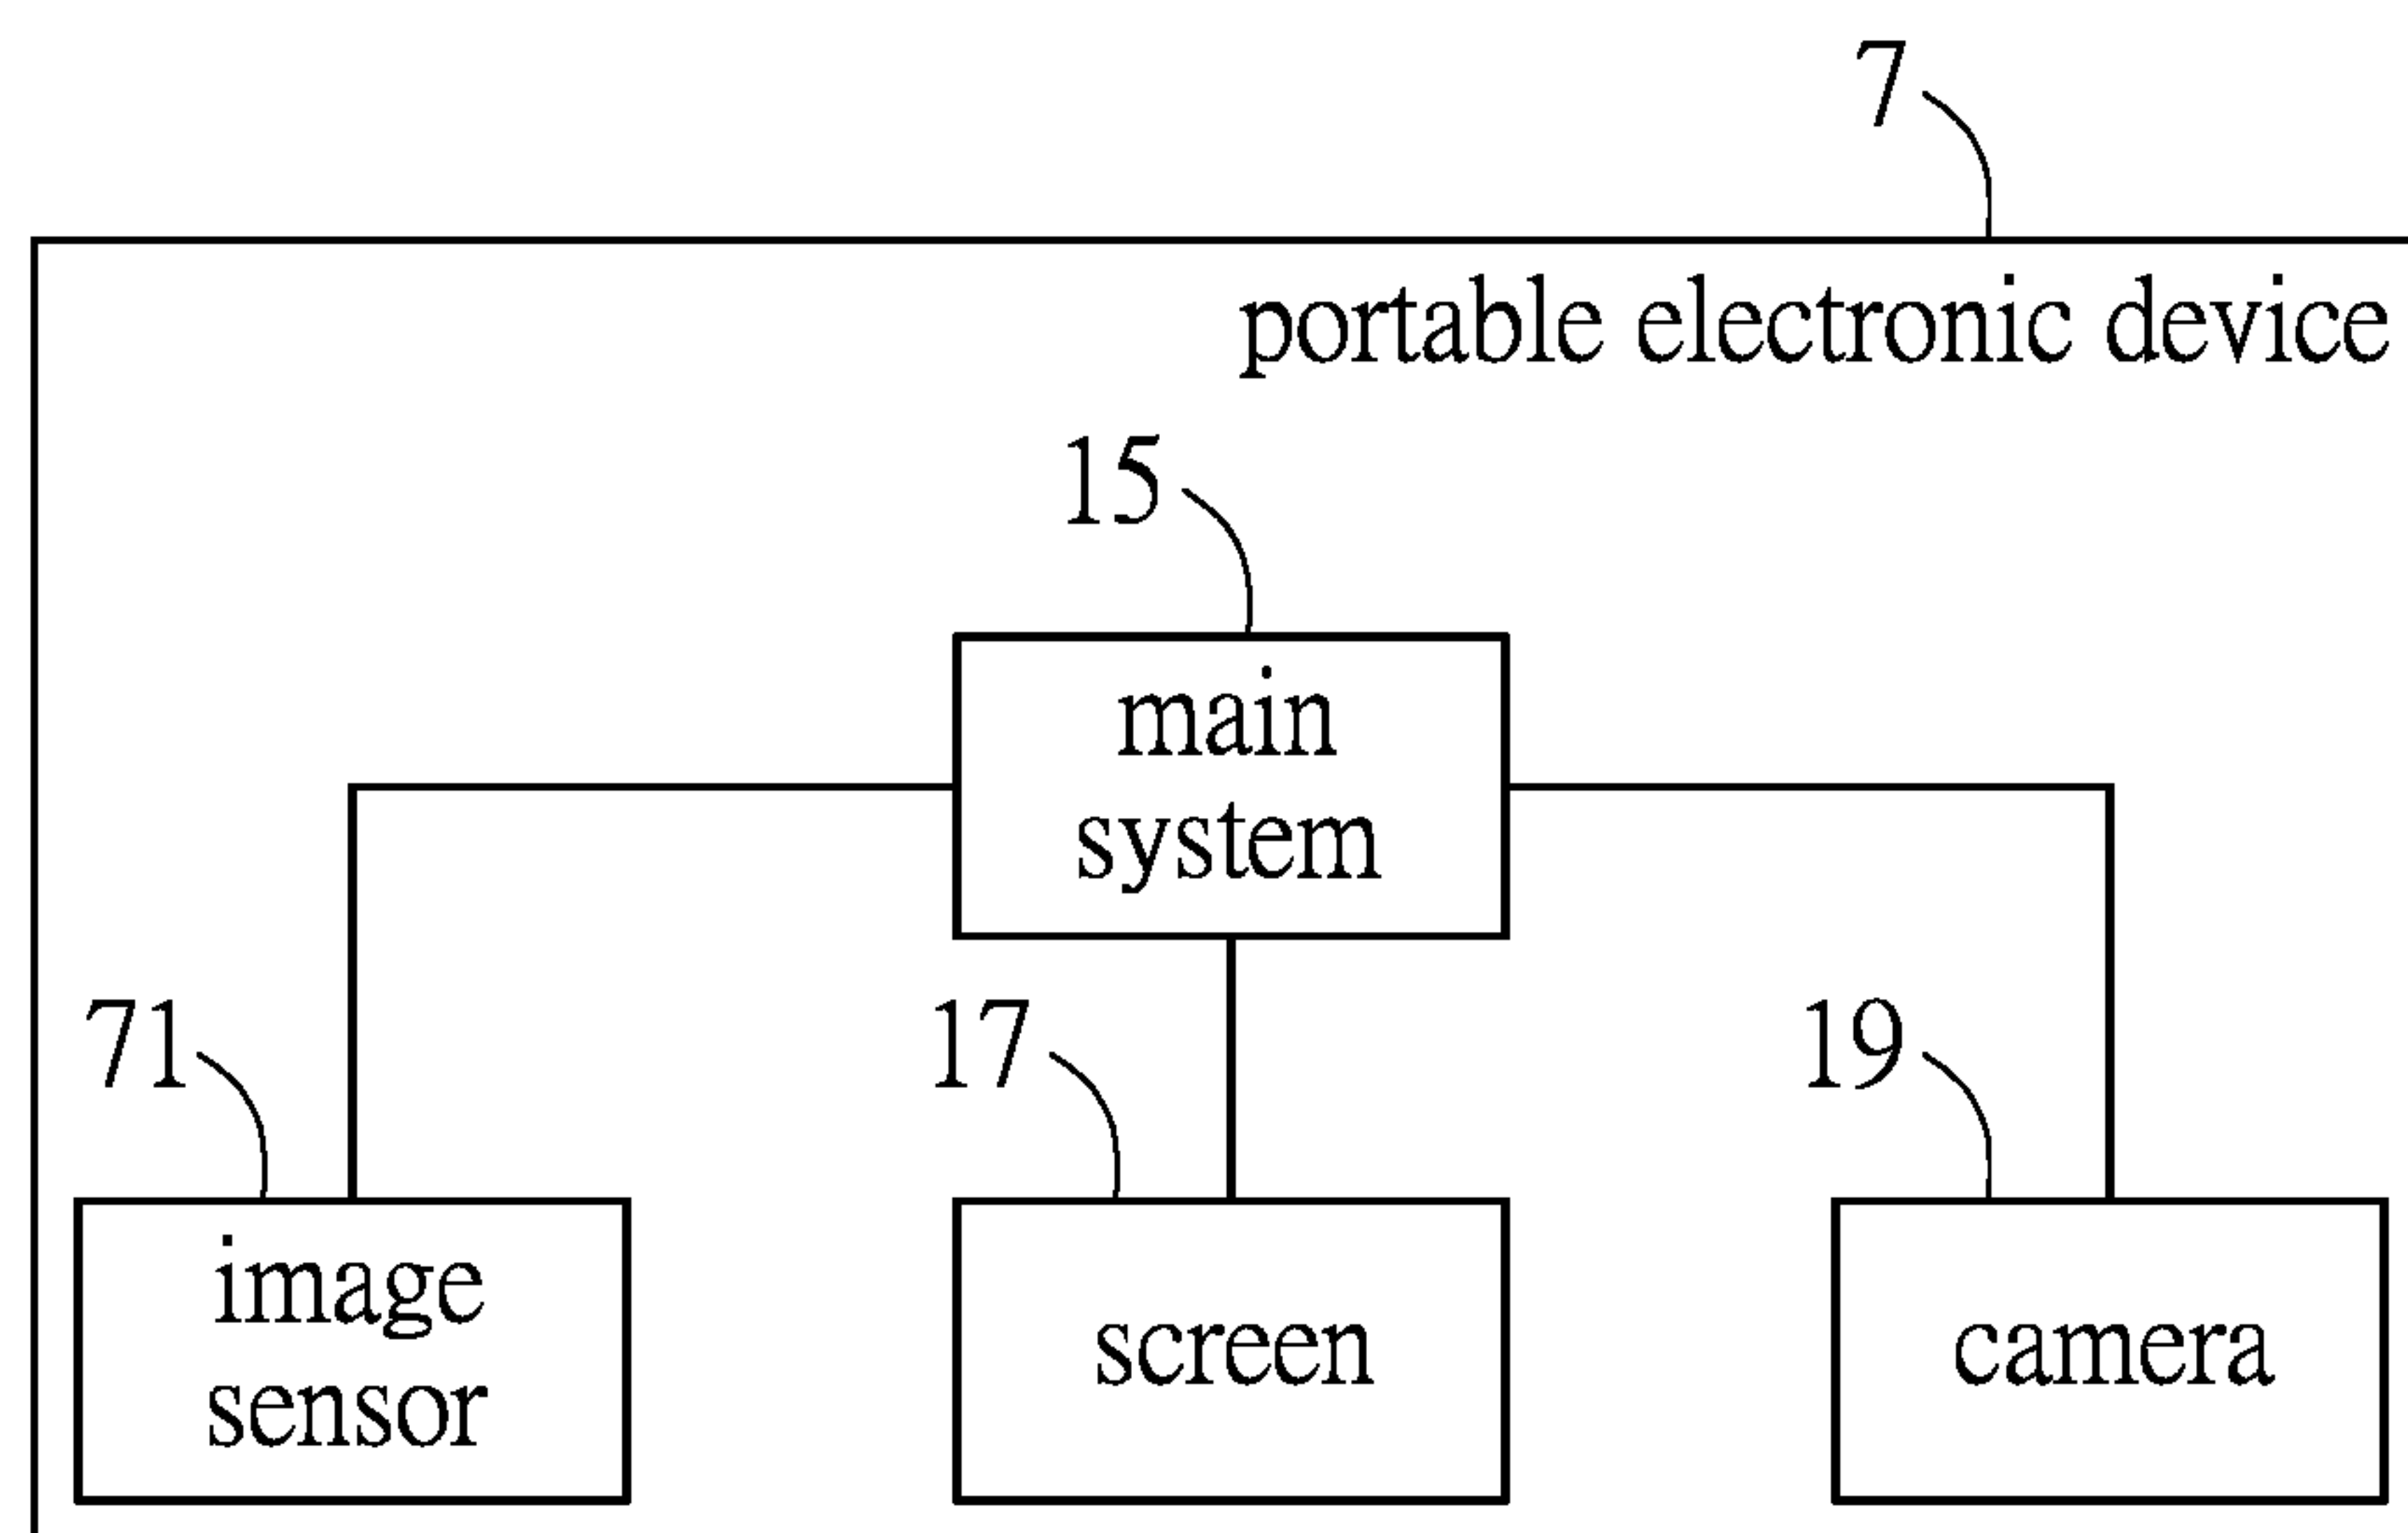 7
portable electronic device
15
main
system
71
17
19
image
sensor
screen
camera